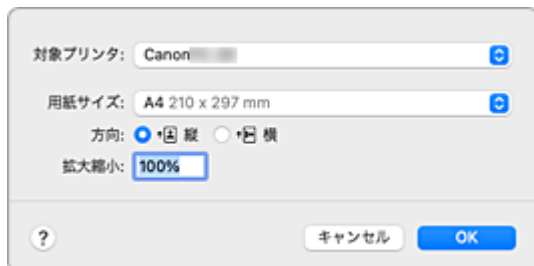 対象プリンタ: Canon
用紙サイズ: A4 210 x 297 mm
方向: 縦 横
拡大縮小: 100%
? キャンセル OK